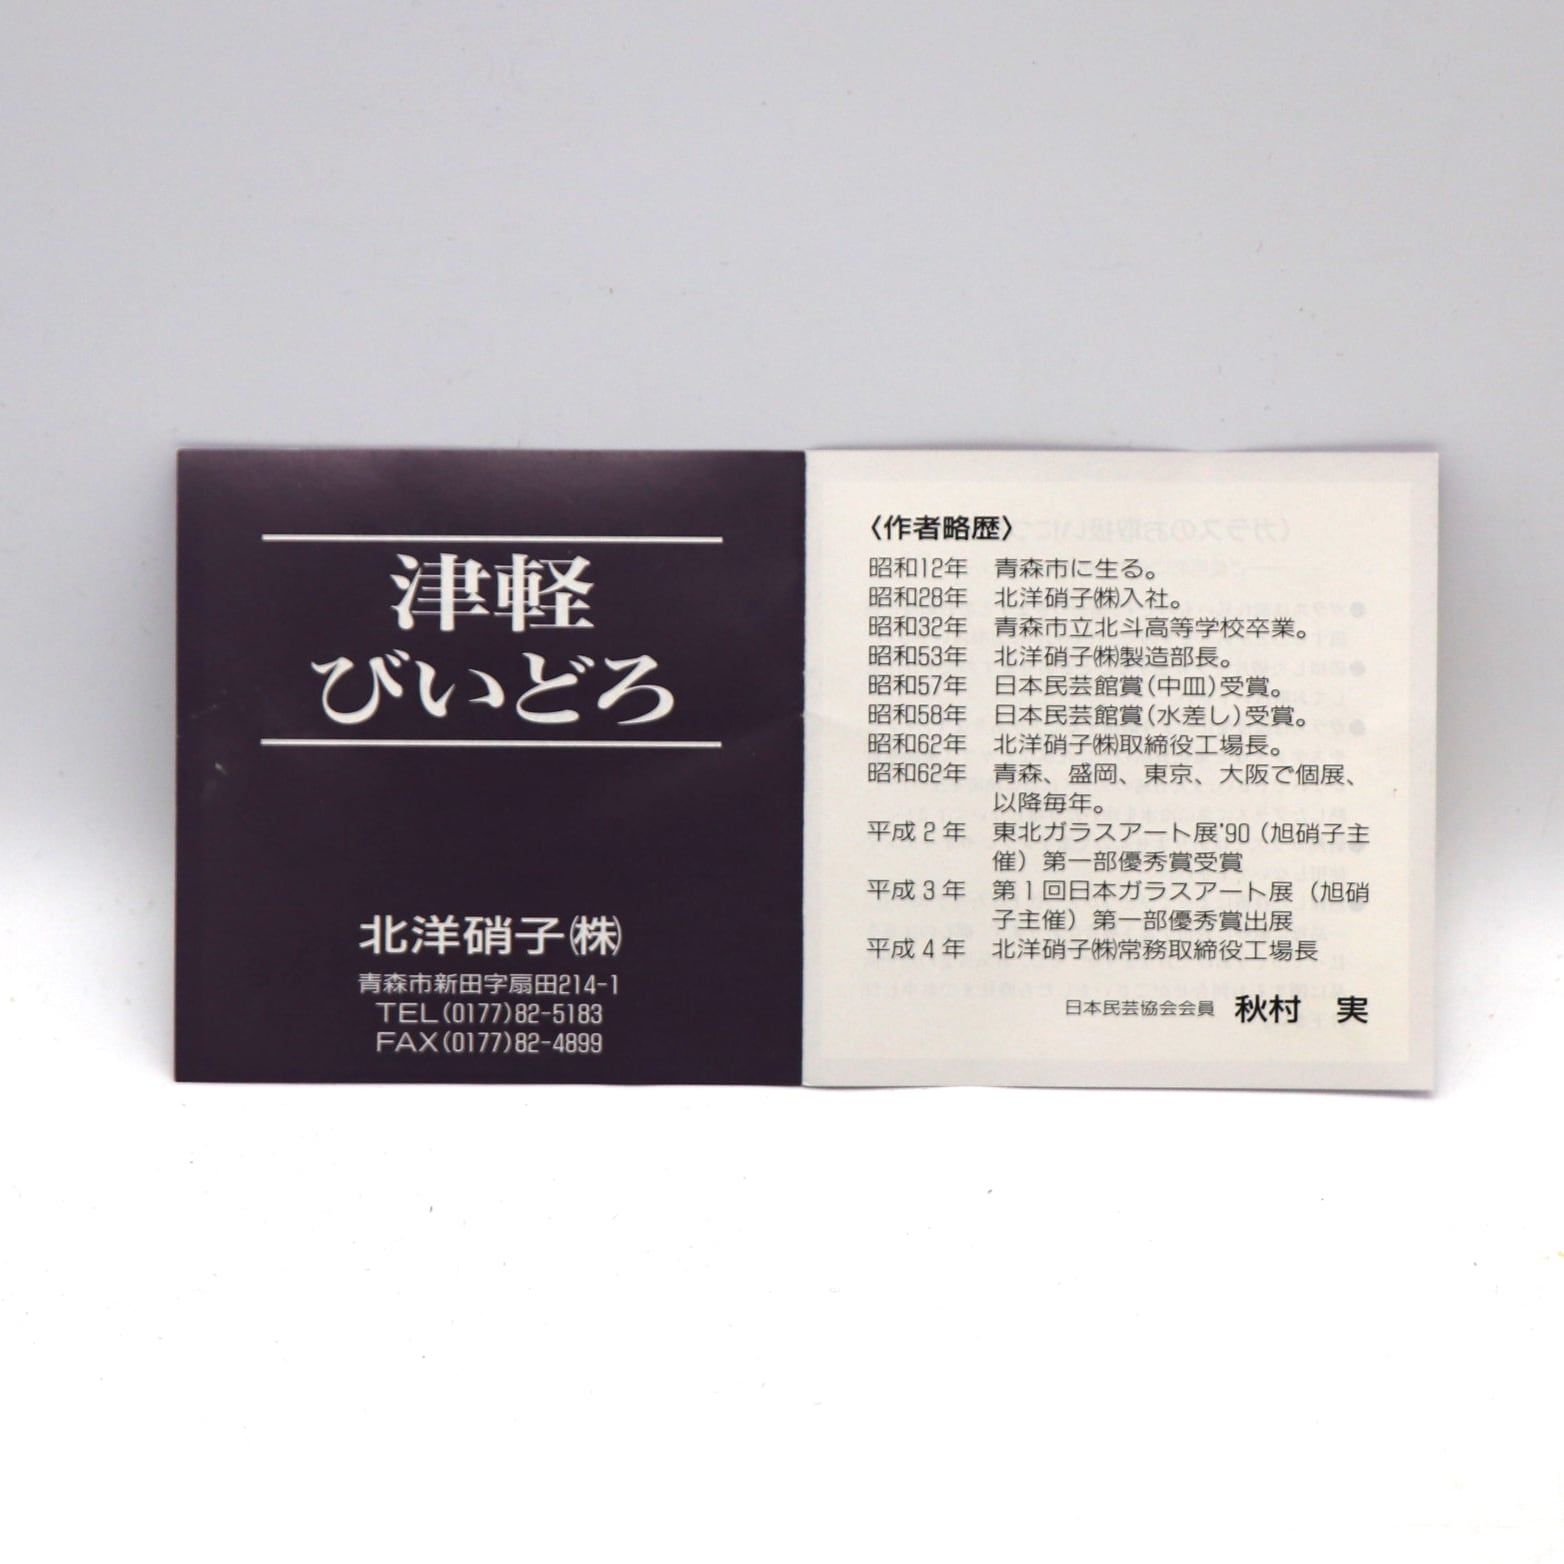 津軽
びいどろ
北洋硝子㈱
青森市新田字扇田214-1
TEL(0177)82-5183
FAX(0177)82-4899
〈作者略歴〉
昭和12年 青森市に生る。
昭和28年 北洋硝子㈱入社。
昭和32年 青森市立北斗高等学校卒業。
昭和53年 北洋硝子㈱製造部長。
昭和57年 日本民芸館賞(中皿)受賞。
昭和58年 日本民芸館賞(水差し)受賞。
昭和62年 北洋硝子㈱取締役工場長。
昭和62年 青森、盛岡、東京、大阪で個展、
以降毎年。
平成2年 東北ガラスアート展'90(旭硝子主
催)第一部優秀賞受賞
平成3年 第1回日本ガラスアート展(旭硝
子主催)第一部優秀賞出展
平成4年 北洋硝子㈱常務取締役工場長
日本民芸協会会員 秋村 実